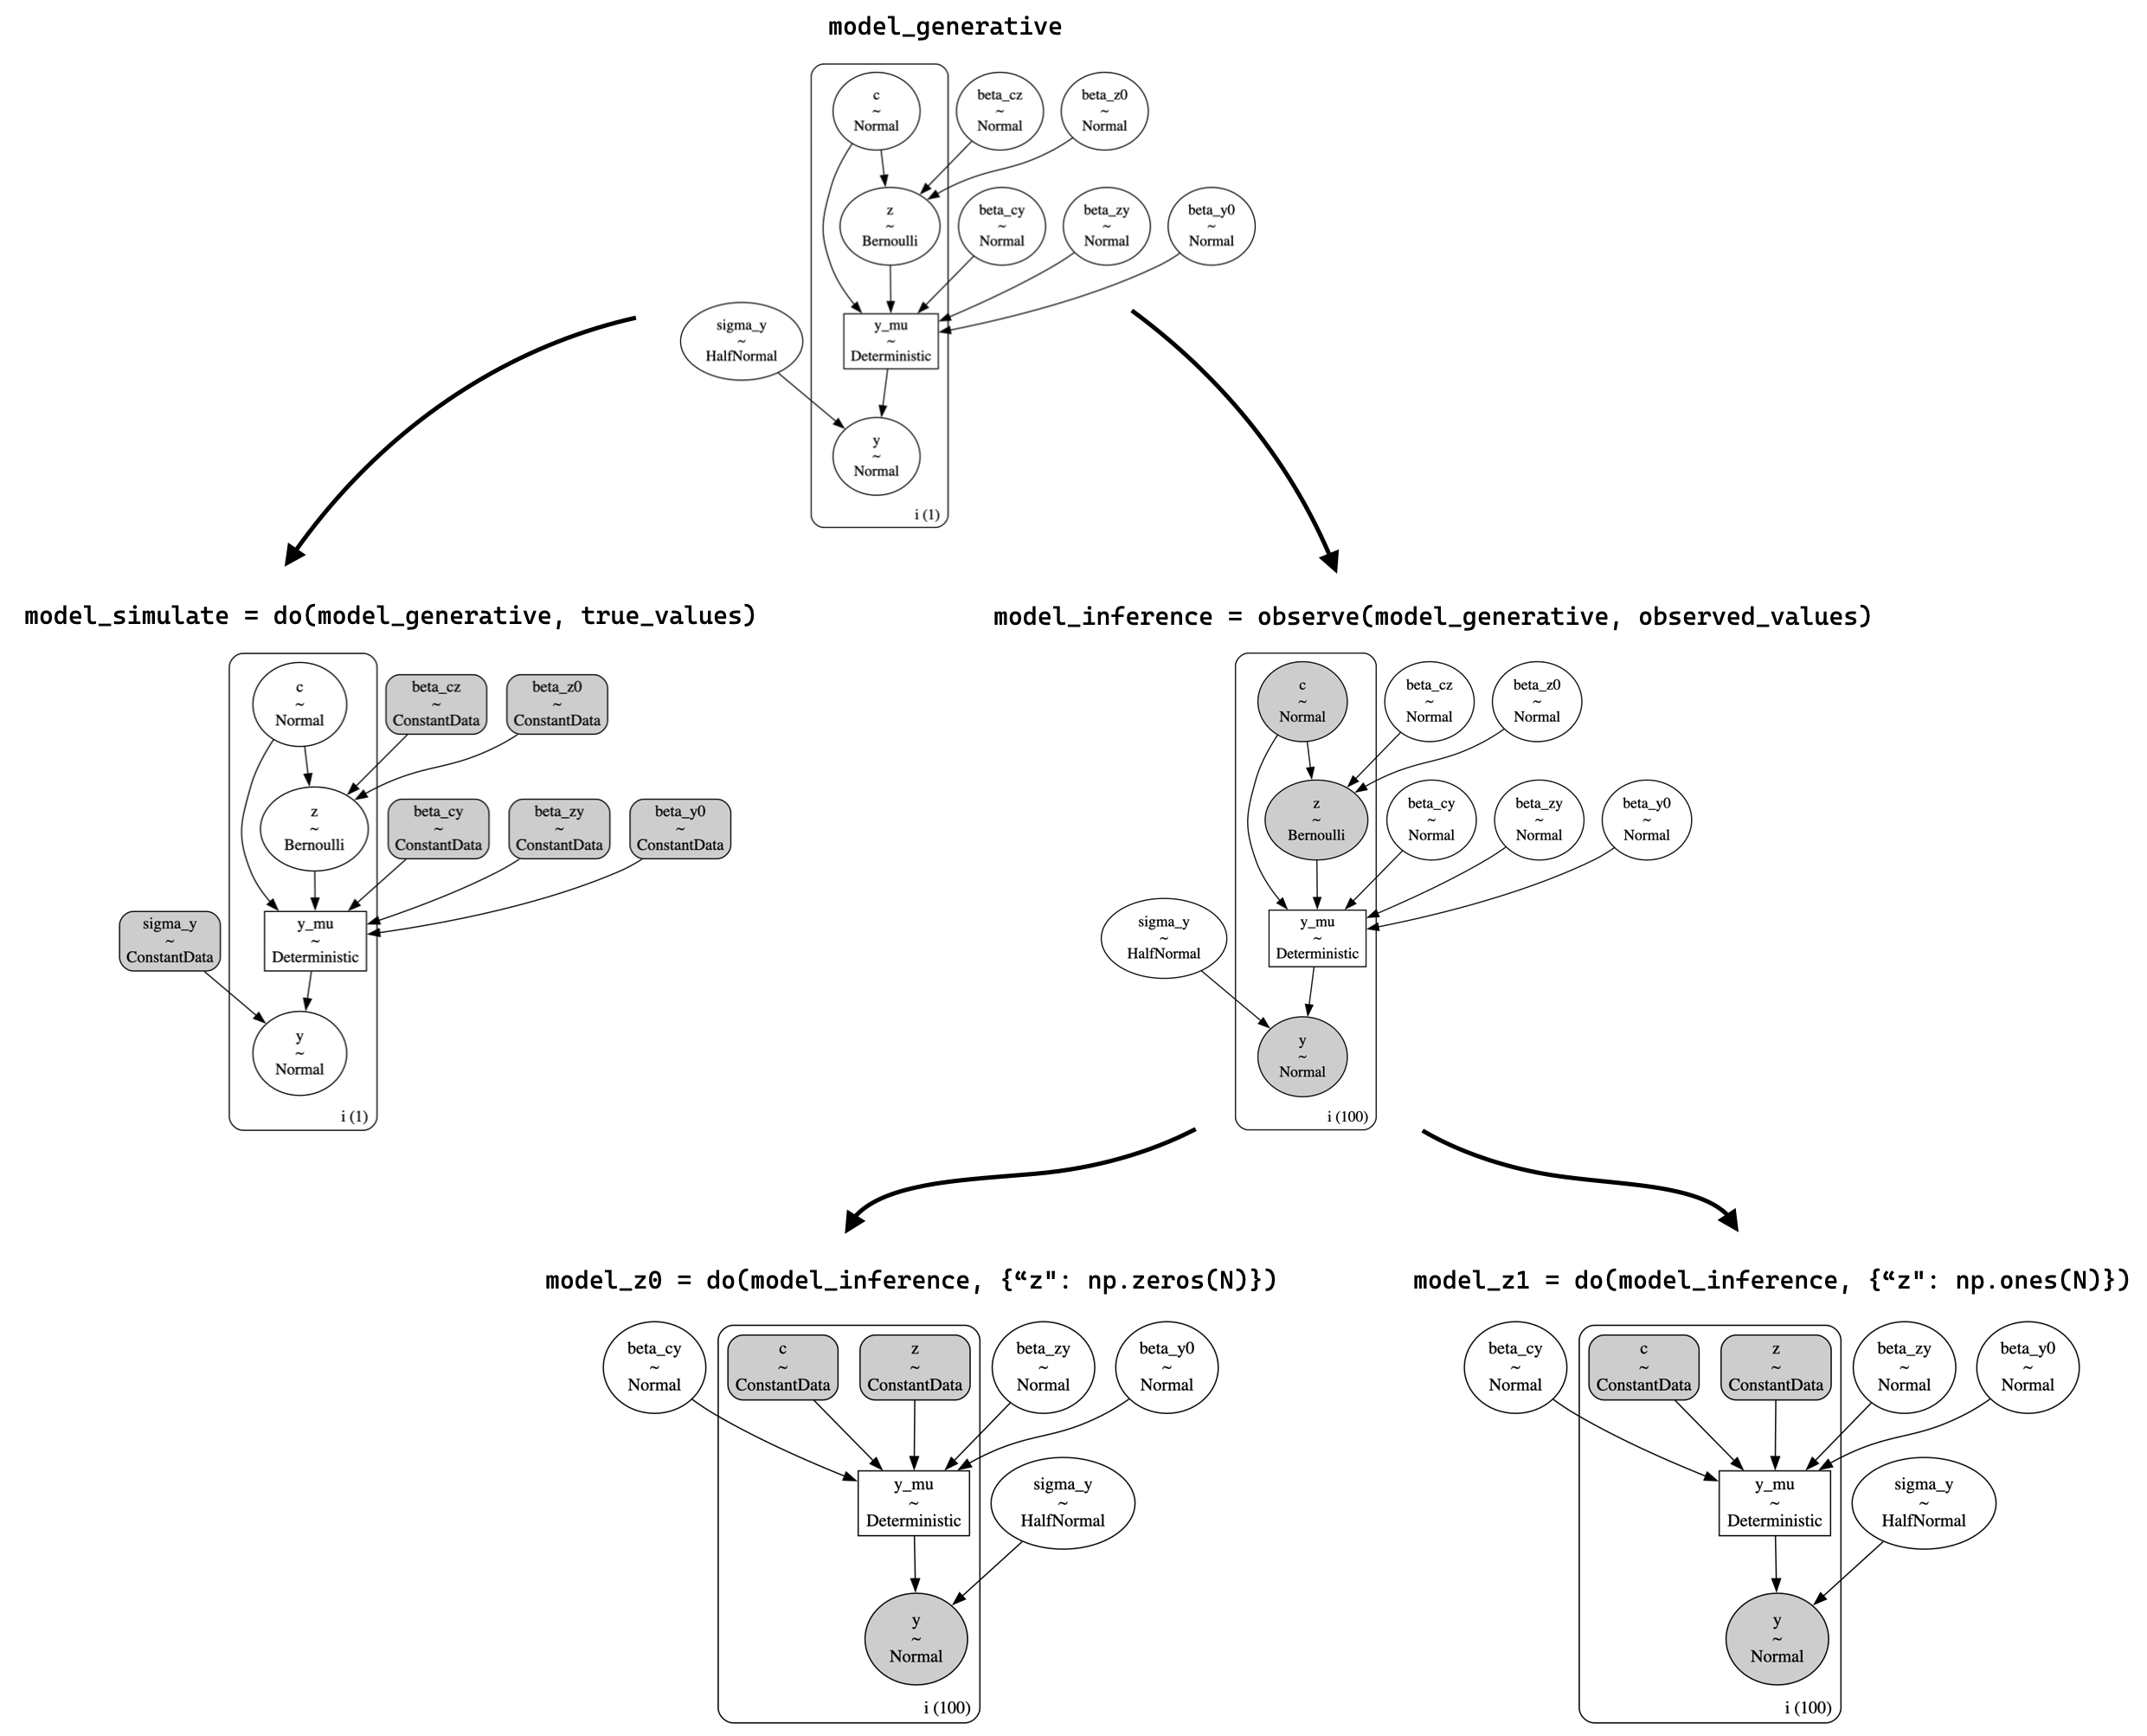 model_generative
c
~
Normal
beta_cz
~
Normal
beta_z0
~
Normal
z
~
Bernoulli
beta_cy
~
Normal
beta_zy
~
Normal
beta_y0
~
Normal
sigma_y
~
HalfNormal
y_mu
~
Deterministic
y
~
Normal
i (1)
model_simulate = do(model_generative, true_values)
c
~
Normal
beta_cz
~
ConstantData
beta_z0
~
ConstantData
z
~
Bernoulli
beta_cy
~
ConstantData
beta_zy
~
ConstantData
beta_y0
~
ConstantData
sigma_y
~
ConstantData
y_mu
~
Deterministic
y
~
Normal
i (1)
model_inference = observe(model_generative, observed_values)
c
~
Normal
beta_cz
~
Normal
beta_z0
~
Normal
z
~
Bernoulli
beta_cy
~
Normal
beta_zy
~
Normal
beta_y0
~
Normal
sigma_y
~
HalfNormal
y_mu
~
Deterministic
y
~
Normal
i (100)
model_z0 = do(model_inference, {“z": np.zeros(N)})
beta_cy
~
Normal
c
~
ConstantData
z
~
ConstantData
beta_zy
~
Normal
beta_y0
~
Normal
y_mu
~
Deterministic
sigma_y
~
HalfNormal
y
~
Normal
i (100)
model_z1 = do(model_inference, {“z": np.ones(N)})
beta_cy
~
Normal
c
~
ConstantData
z
~
ConstantData
beta_zy
~
Normal
beta_y0
~
Normal
y_mu
~
Deterministic
sigma_y
~
HalfNormal
y
~
Normal
i (100)